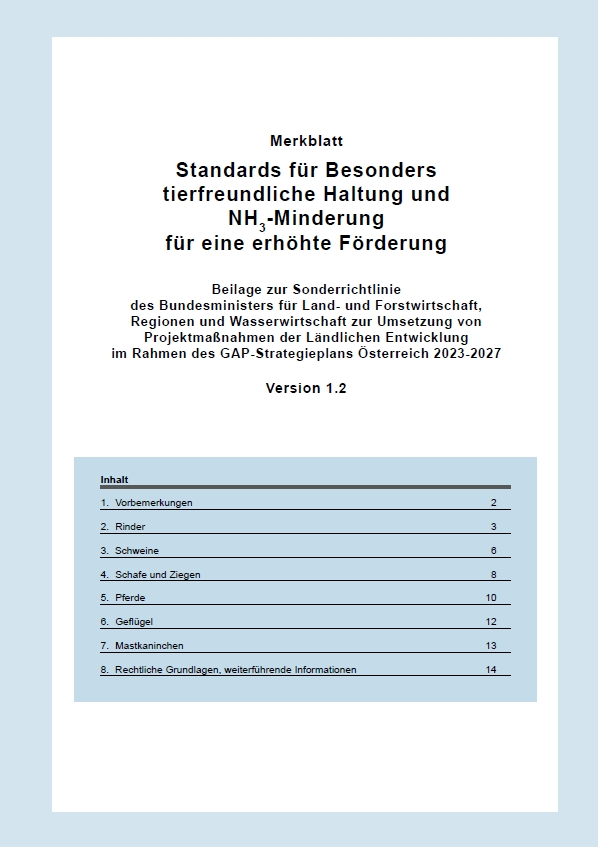 Merkblatt
Standards für Besonders
tierfreundliche Haltung und
NH3-Minderung
für eine erhöhte Förderung
Beilage zur Sonderrichtlinie
des Bundesministers für Land- und Forstwirtschaft,
Regionen und Wasserwirtschaft zur Umsetzung von
Projektmaßnahmen der Ländlichen Entwicklung
im Rahmen des GAP-Strategieplans Österreich 2023-2027
Version 1.2
Inhalt
1. Vorbemerkungen 2
2. Rinder 3
3. Schweine 6
4. Schafe und Ziegen 8
5. Pferde 10
6. Geflügel 12
7. Mastkaninchen 13
8. Rechtliche Grundlagen, weiterführende Informationen 14